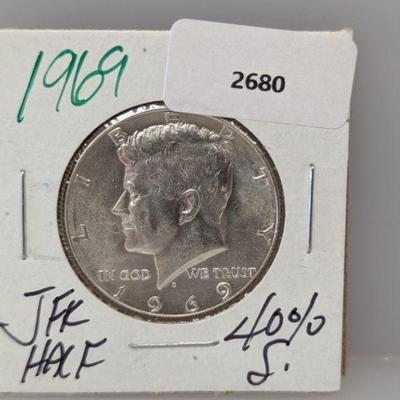 1969
2680
LIBERTY
IN GOD WE TRUST
D
1969
JFK
HALF
40%
S.